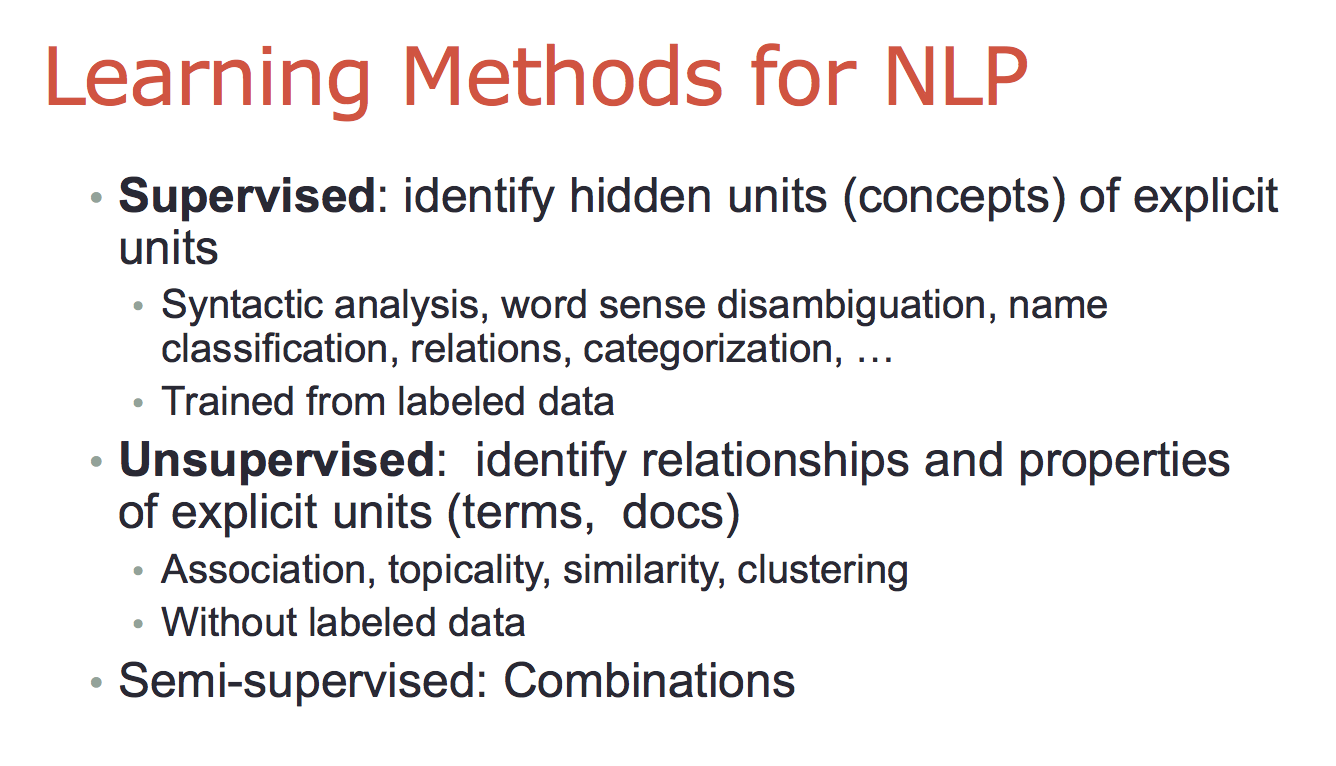 Learning Methods for NLP
• Supervised: identify hidden units (concepts) of explicit
units
• Syntactic analysis, word sense disambiguation, name
classification, relations, categorization, …
• Trained from labeled data
• Unsupervised:  identify relationships and properties
of explicit units (terms,  docs)
• Association, topicality, similarity, clustering
• Without labeled data
• Semi-supervised: Combinations